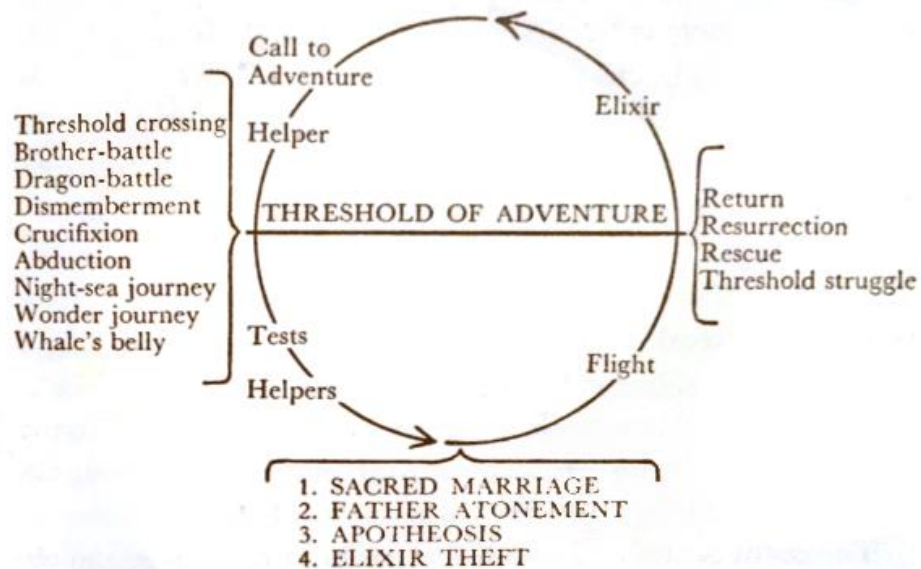 Call to
Adventure
Helper
Threshold crossing
Brother-battle
Dragon-battle
Dismemberment
Crucifixion
Abduction
Night-sea journey
Wonder journey
Whale's belly
THRESHOLD OF ADVENTURE
Elixir
Return
Resurrection
Rescue
Threshold struggle
Tests
Helpers
Flight
1. SACRED MARRIAGE
2. FATHER ATONEMENT
3. APOTHEOSIS
4. ELIXIR THEFT